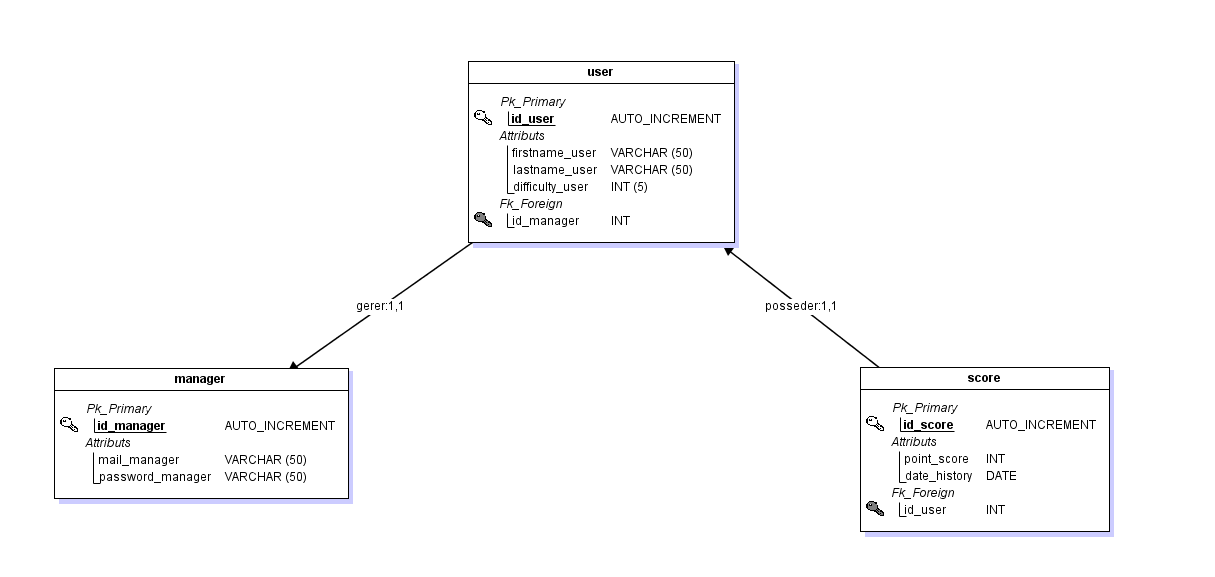 user
Pk_Primary
id_user AUTO_INCREMENT
Attributs
firstname_user VARCHAR (50)
lastname_user VARCHAR (50)
difficulty_user INT (5)
Fk_Foreign
id_manager INT
gerer:1,1
posseder:1,1
manager
Pk_Primary
id_manager AUTO_INCREMENT
Attributs
mail_manager VARCHAR (50)
password_manager VARCHAR (50)
score
Pk_Primary
id_score AUTO_INCREMENT
Attributs
point_score INT
date_history DATE
Fk_Foreign
id_user INT